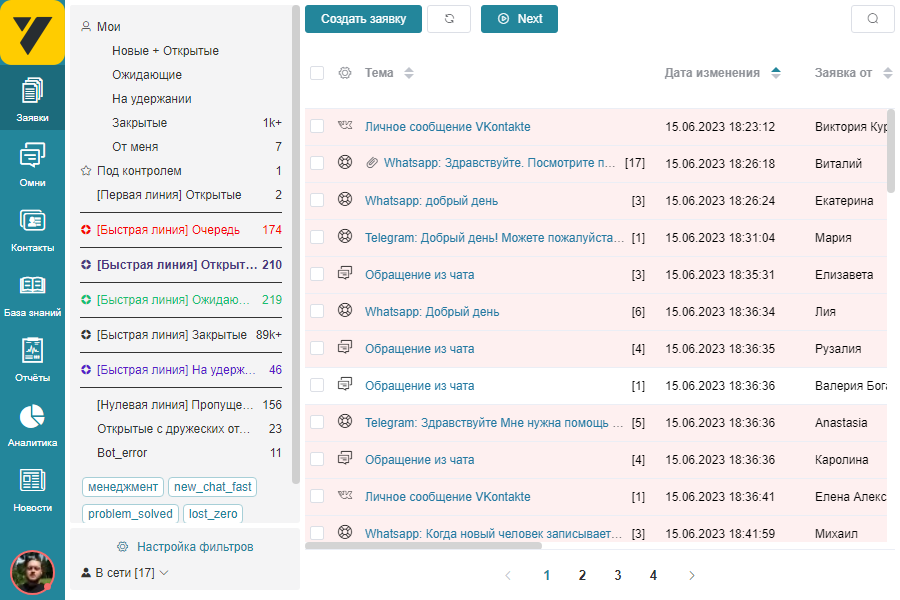 Заявки
Омни
Контакты
База знаний
Отчёты
Аналитика
Новости
Мои
Новые + Открытые
Ожидающие
На удержании
Закрытые 1k+
От меня 7
Под контролем 1
[Первая линия] Открытые 2
[Быстрая линия] Очередь 174
[Быстрая линия] Открыт... 210
[Быстрая линия] Ожидаю... 219
[Быстрая линия] Закрытые 89k+
[Быстрая линия] На удерж... 46
[Нулевая линия] Пропуще... 156
Открытые с дружеских от... 23
Bot_error 11
менеджмент new_chat_fast
problem_solved lost_zero
Настройка фильтров
В сети [17]
Создать заявку Next
Тема Дата изменения Заявка от
Личное сообщение VKontakte 15.06.2023 18:23:12 Виктория Кур
Whatsapp: Здравствуйте. Посмотрите п... [17] 15.06.2023 18:26:18 Виталий
Whatsapp: добрый день [3] 15.06.2023 18:26:24 Екатерина
Telegram: Добрый день! Можете пожалуйста... [1] 15.06.2023 18:31:04 Мария
Обращение из чата [3] 15.06.2023 18:35:31 Елизавета
Whatsapp: Добрый день [6] 15.06.2023 18:36:34 Лия
Обращение из чата [4] 15.06.2023 18:36:35 Рузалия
Обращение из чата [1] 15.06.2023 18:36:36 Валерия Бога
Telegram: Здравствуйте Мне нужна помощь ... [5] 15.06.2023 18:36:36 Anastasia
Обращение из чата [4] 15.06.2023 18:36:36 Каролина
Личное сообщение VKontakte [1] 15.06.2023 18:36:41 Елена Алекс
Whatsapp: Когда новый человек записывает... [3] 15.06.2023 18:41:59 Михаил
1 2 3 4